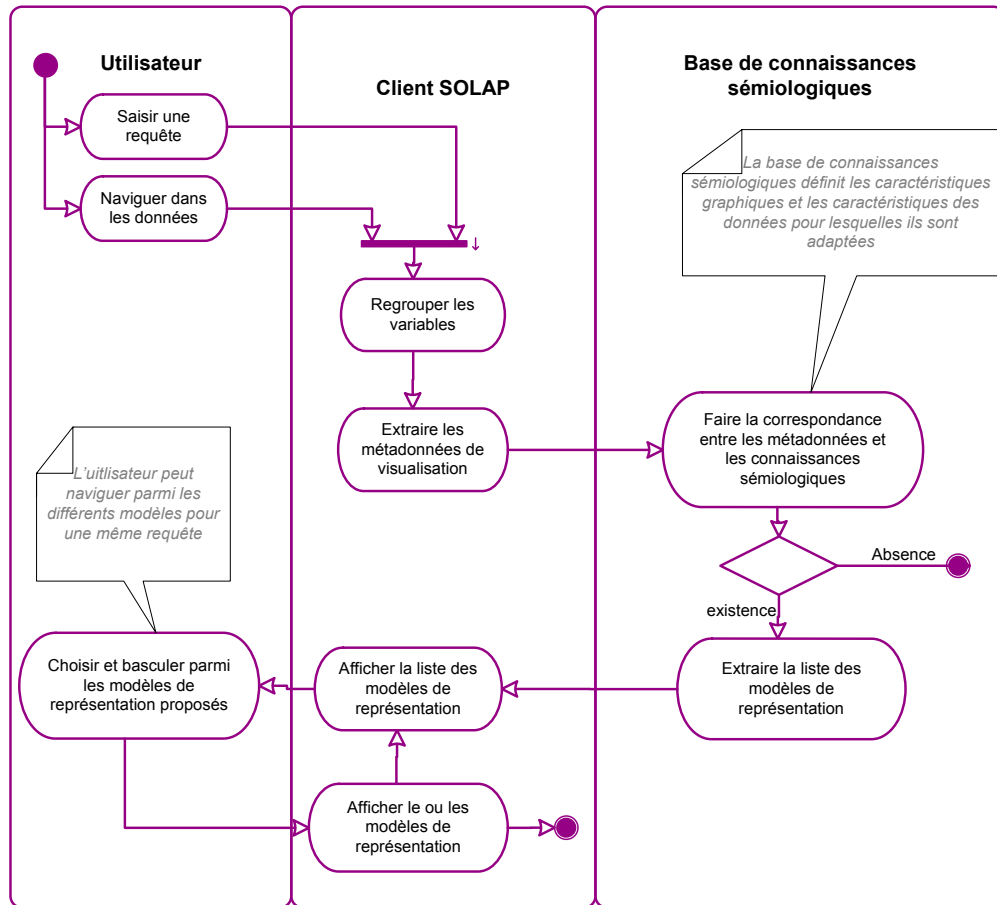 Utilisateur
Client SOLAP
Base de connaissances
sémiologiques
Saisir une
requête
Naviguer dans
les données
La base de connaissances
sémiologiques définit les caractéristiques
graphiques et les caractéristiques des
données pour lesquelles ils sont
adaptées
Regrouper les
variables
Extraire les
métadonnées de
visualisation
Faire la correspondance
entre les métadonnées et
les connaissances
sémiologiques
L'uitlisateur peut
naviguer parmi les
différents modèles pour
une même requête
Absence
existence
Choisir et basculer parmi
les modèles de
représentation proposés
Afficher la liste des
modèles de
représentation
Extraire la liste des
modèles de
représentation
Afficher le ou les
modèles de
représentation